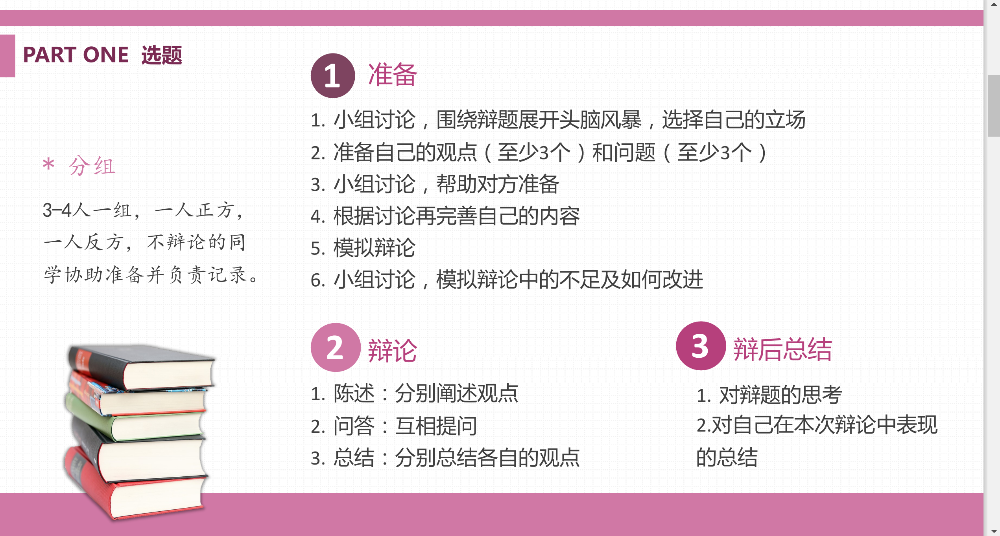 PART ONE 选题
* 分组
3-4人一组，一人正方，
一人反方，不辩论的同
学协助准备并负责记录。
1 准备
1. 小组讨论，围绕辩题展开头脑风暴，选择自己的立场
2. 准备自己的观点（至少3个）和问题（至少3个）
3. 小组讨论，帮助对方准备
4. 根据讨论再完善自己的内容
5. 模拟辩论
6. 小组讨论，模拟辩论中的不足及如何改进
2 辩论
1. 陈述：分别阐述观点
2. 问答：互相提问
3. 总结：分别总结各自的观点
3 辩后总结
1. 对辩题的思考
2.对自己在本次辩论中表现
的总结